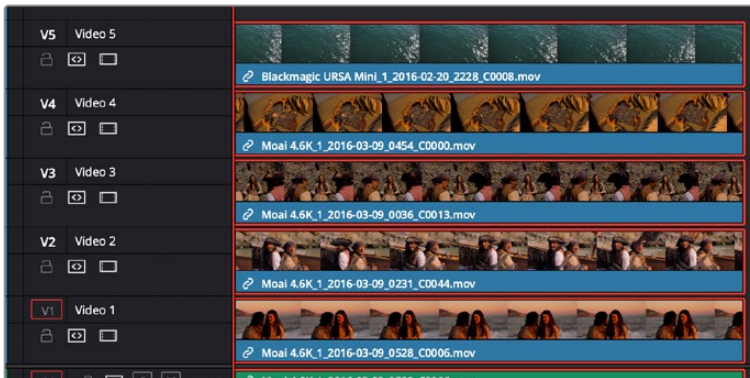 V5 Video 5
Blackmagic URSA Mini_1_2016-02-20_2228_C0008.mov
V4 Video 4
Moai 4.6K_1_2016-03-09_0454_C0000.mov
V3 Video 3
Moai 4.6K_1_2016-03-09_0036_C0013.mov
V2 Video 2
Moai 4.6K_1_2016-03-09_0231_C0044.mov
V1 Video 1
Moai 4.6K_1_2016-03-09_0528_C0006.mov